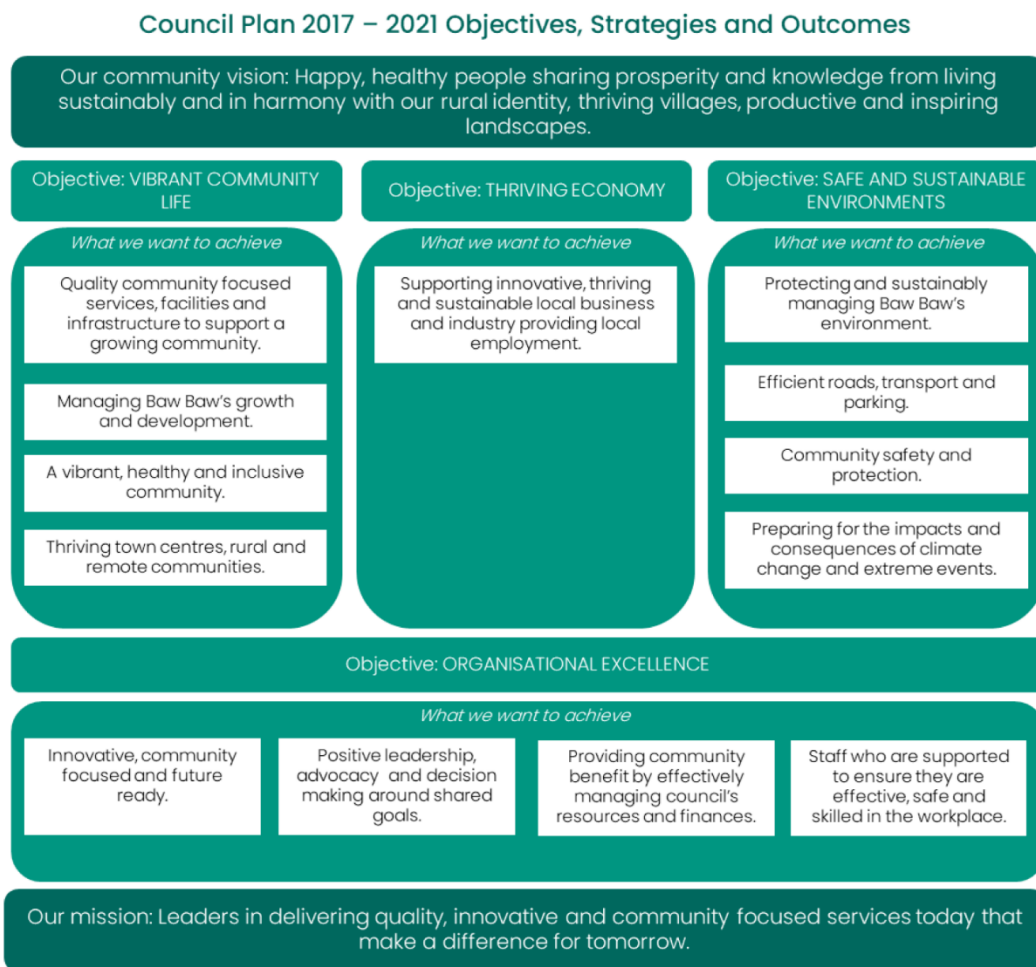 Council Plan 2017 – 2021 Objectives, Strategies and Outcomes
Our community vision: Happy, healthy people sharing prosperity and knowledge from living
sustainably and in harmony with our rural identity, thriving villages, productive and inspiring
landscapes.
Objective: VIBRANT COMMUNITY
LIFE
What we want to achieve
Quality community focused
services, facilities and
infrastructure to support a
growing community.
Managing Baw Baw's growth
and development.
A vibrant, healthy and inclusive
community.
Thriving town centres, rural and
remote communities.
Objective: THRIVING ECONOMY
What we want to achieve
Supporting innovative, thriving
and sustainable local business
and industry providing local
employment.
Objective: SAFE AND SUSTAINABLE
ENVIRONMENTS
What we want to achieve
Protecting and sustainably
managing Baw Baw's
environment.
Efficient roads, transport and
parking.
Community safety and
protection.
Preparing for the impacts and
consequences of climate
change and extreme events.
Objective: ORGANISATIONAL EXCELLENCE
What we want to achieve
Innovative, community
focused and future
ready.
Positive leadership,
advocacy and decision
making around shared
goals.
Providing community
benefit by effectively
managing council's
resources and finances.
Staff who are supported
to ensure they are
effective, safe and
skilled in the workplace.
Our mission: Leaders in delivering quality, innovative and community focused services today that
make a difference for tomorrow.